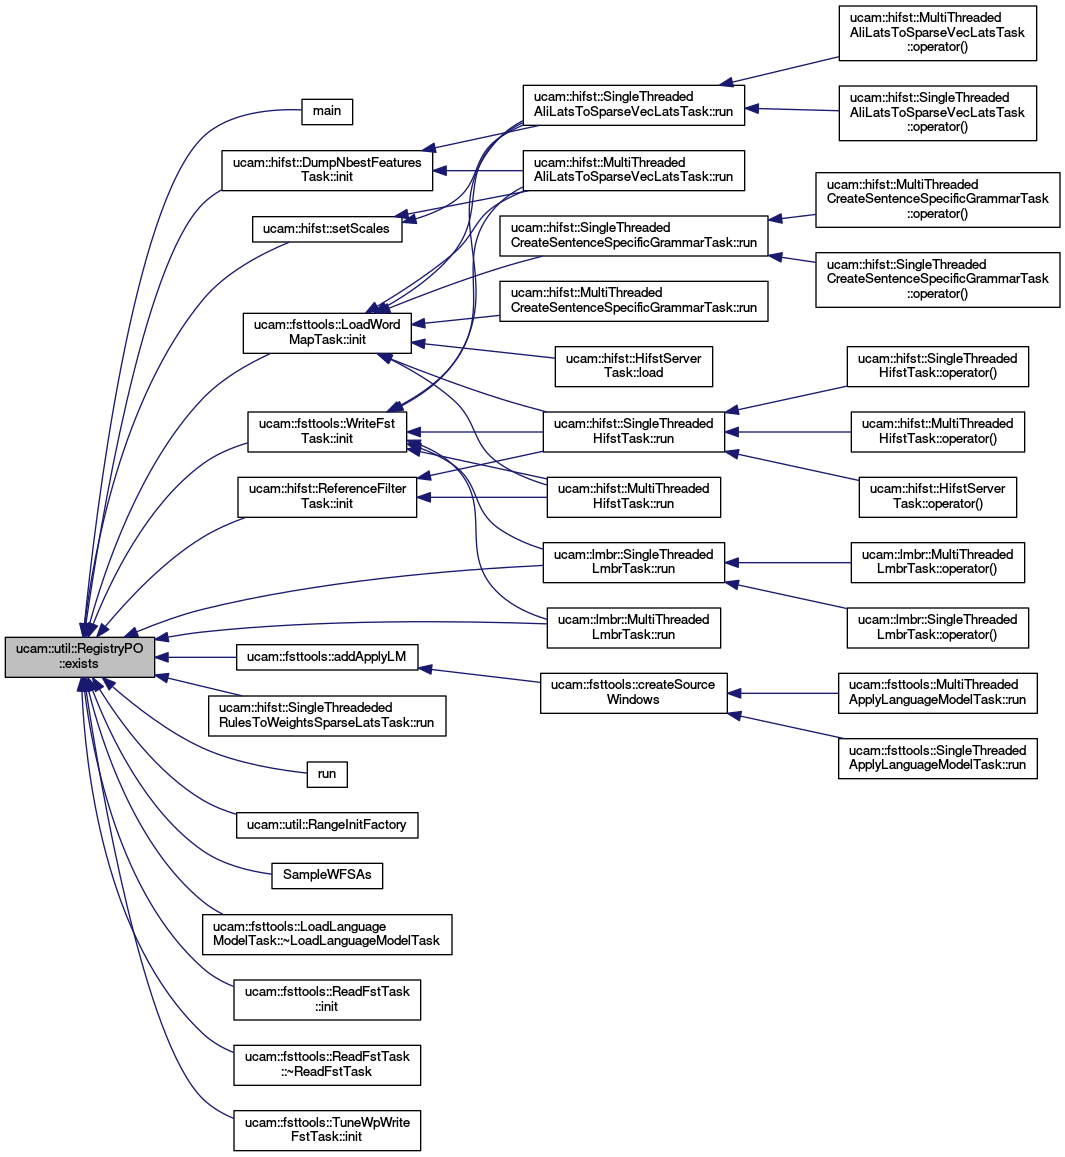 ucam::util::RegistryPO
::exists
main
ucam::hifst::DumpNbestFeatures
Task::init
ucam::hifst::SingleThreaded
AliLatsToSparseVecLatsTask::run
ucam::hifst::MultiThreaded
AliLatsToSparseVecLatsTask
::operator()
ucam::hifst::SingleThreaded
AliLatsToSparseVecLatsTask
::operator()
ucam::hifst::MultiThreaded
AliLatsToSparseVecLatsTask::run
ucam::hifst::setScales
ucam::fsttools::LoadWord
MapTask::init
ucam::hifst::SingleThreaded
CreateSentenceSpecificGrammarTask::run
ucam::hifst::MultiThreaded
CreateSentenceSpecificGrammarTask
::operator()
ucam::hifst::SingleThreaded
CreateSentenceSpecificGrammarTask
::operator()
ucam::hifst::MultiThreaded
CreateSentenceSpecificGrammarTask::run
ucam::hifst::HifstServer
Task::load
ucam::hifst::SingleThreaded
HifstTask::run
ucam::hifst::SingleThreaded
HifstTask::operator()
ucam::hifst::MultiThreaded
HifstTask::operator()
ucam::hifst::HifstServer
Task::operator()
ucam::hifst::MultiThreaded
HifstTask::run
ucam::fsttools::WriteFst
Task::init
ucam::hifst::ReferenceFilter
Task::init
ucam::lmbr::SingleThreaded
LmbrTask::run
ucam::lmbr::MultiThreaded
LmbrTask::operator()
ucam::lmbr::SingleThreaded
LmbrTask::operator()
ucam::lmbr::MultiThreaded
LmbrTask::run
ucam::fsttools::addApplyLM
ucam::fsttools::createSource
Windows
ucam::fsttools::MultiThreaded
ApplyLanguageModelTask::run
ucam::fsttools::SingleThreaded
ApplyLanguageModelTask::run
ucam::hifst::SingleThreadeded
RulesToWeightsSparseLatsTask::run
run
ucam::util::RangeInitFactory
SampleWFSAs
ucam::fsttools::LoadLanguage
ModelTask::~LoadLanguageModelTask
ucam::fsttools::ReadFstTask
::init
ucam::fsttools::ReadFstTask
::~ReadFstTask
ucam::fsttools::TuneWpWrite
FstTask::init